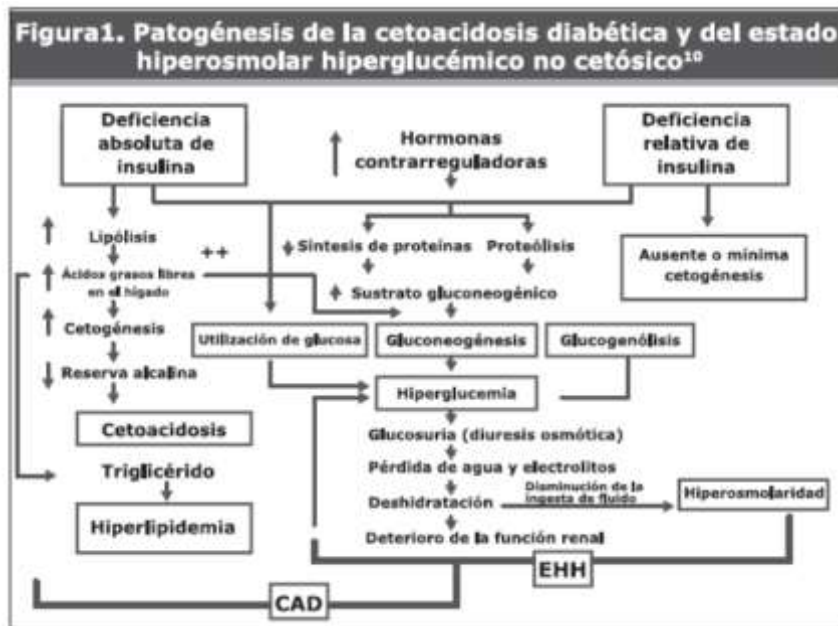 Figura1. Patogénesis de la cetoacidosis diabética y del estado
hiperosmolar hiperglucémico no cetósico¹⁰
Deficiencia
absoluta de
insulina
Hormonas
contrarreguladoras
Deficiencia
relativa de
insulina
Lipólisis
++
Ácidos grasos libres
en el hígado
Cetogénesis
Reserva alcalina
Cetoacidosis
Triglicérido
Hiperlipidemia
Síntesis de proteínas
Proteólisis
Sustrato gluconeogénico
Ausente o mínima
cetogénesis
Utilización de glucosa
Gluconeogénesis
Glucogenólisis
Hiperglucemia
Glucosuria (diuresis osmótica)
Pérdida de agua y electrolitos
Deshidratación
Disminución de la
ingesta de fluido
Hiperosmolaridad
Deterioro de la función renal
EHH
CAD